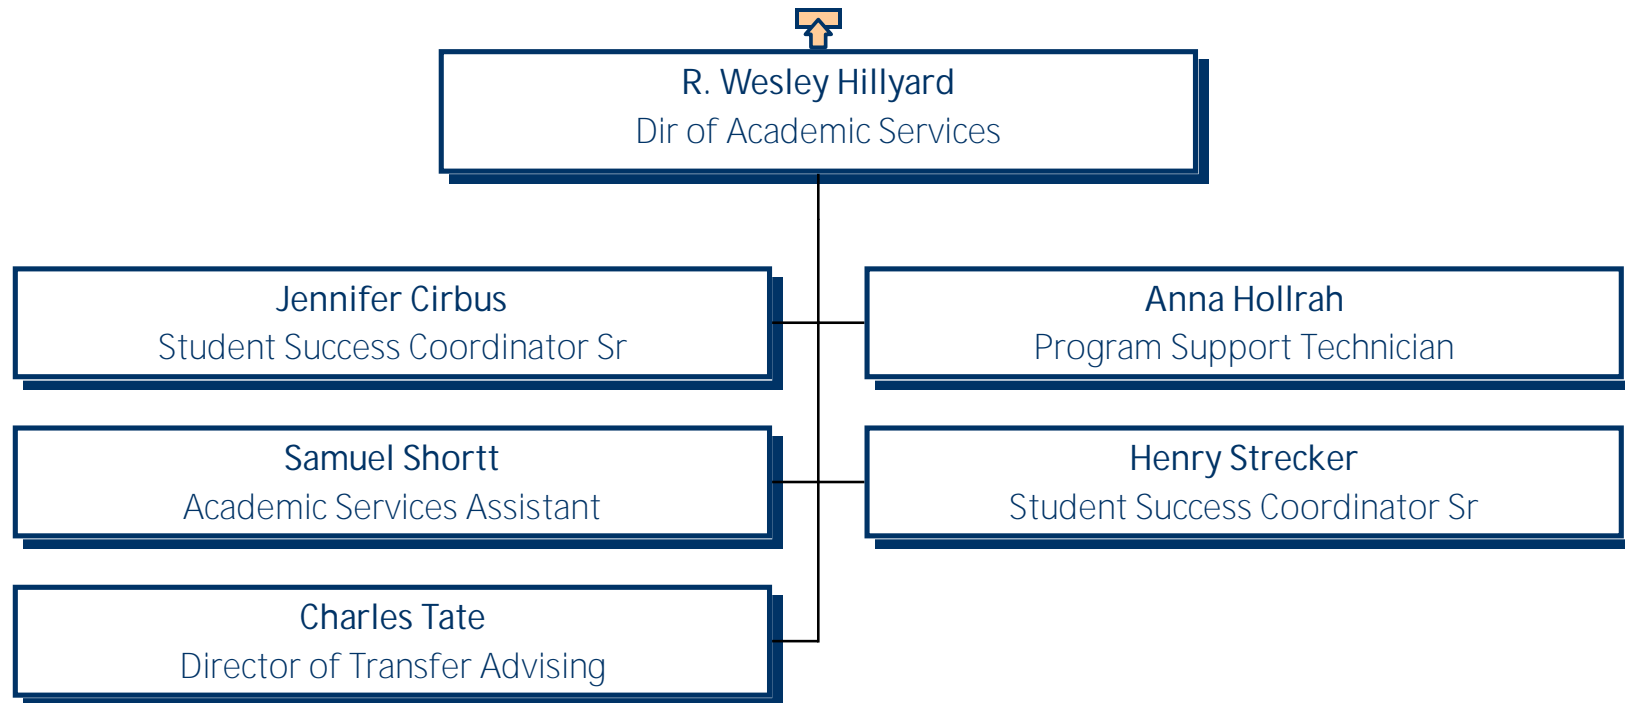 R. Wesley Hillyard
Dir of Academic Services
Jennifer Cirbus
Student Success Coordinator Sr
Anna Hollrah
Program Support Technician
Samuel Shortt
Academic Services Assistant
Henry Strecker
Student Success Coordinator Sr
Charles Tate
Director of Transfer Advising